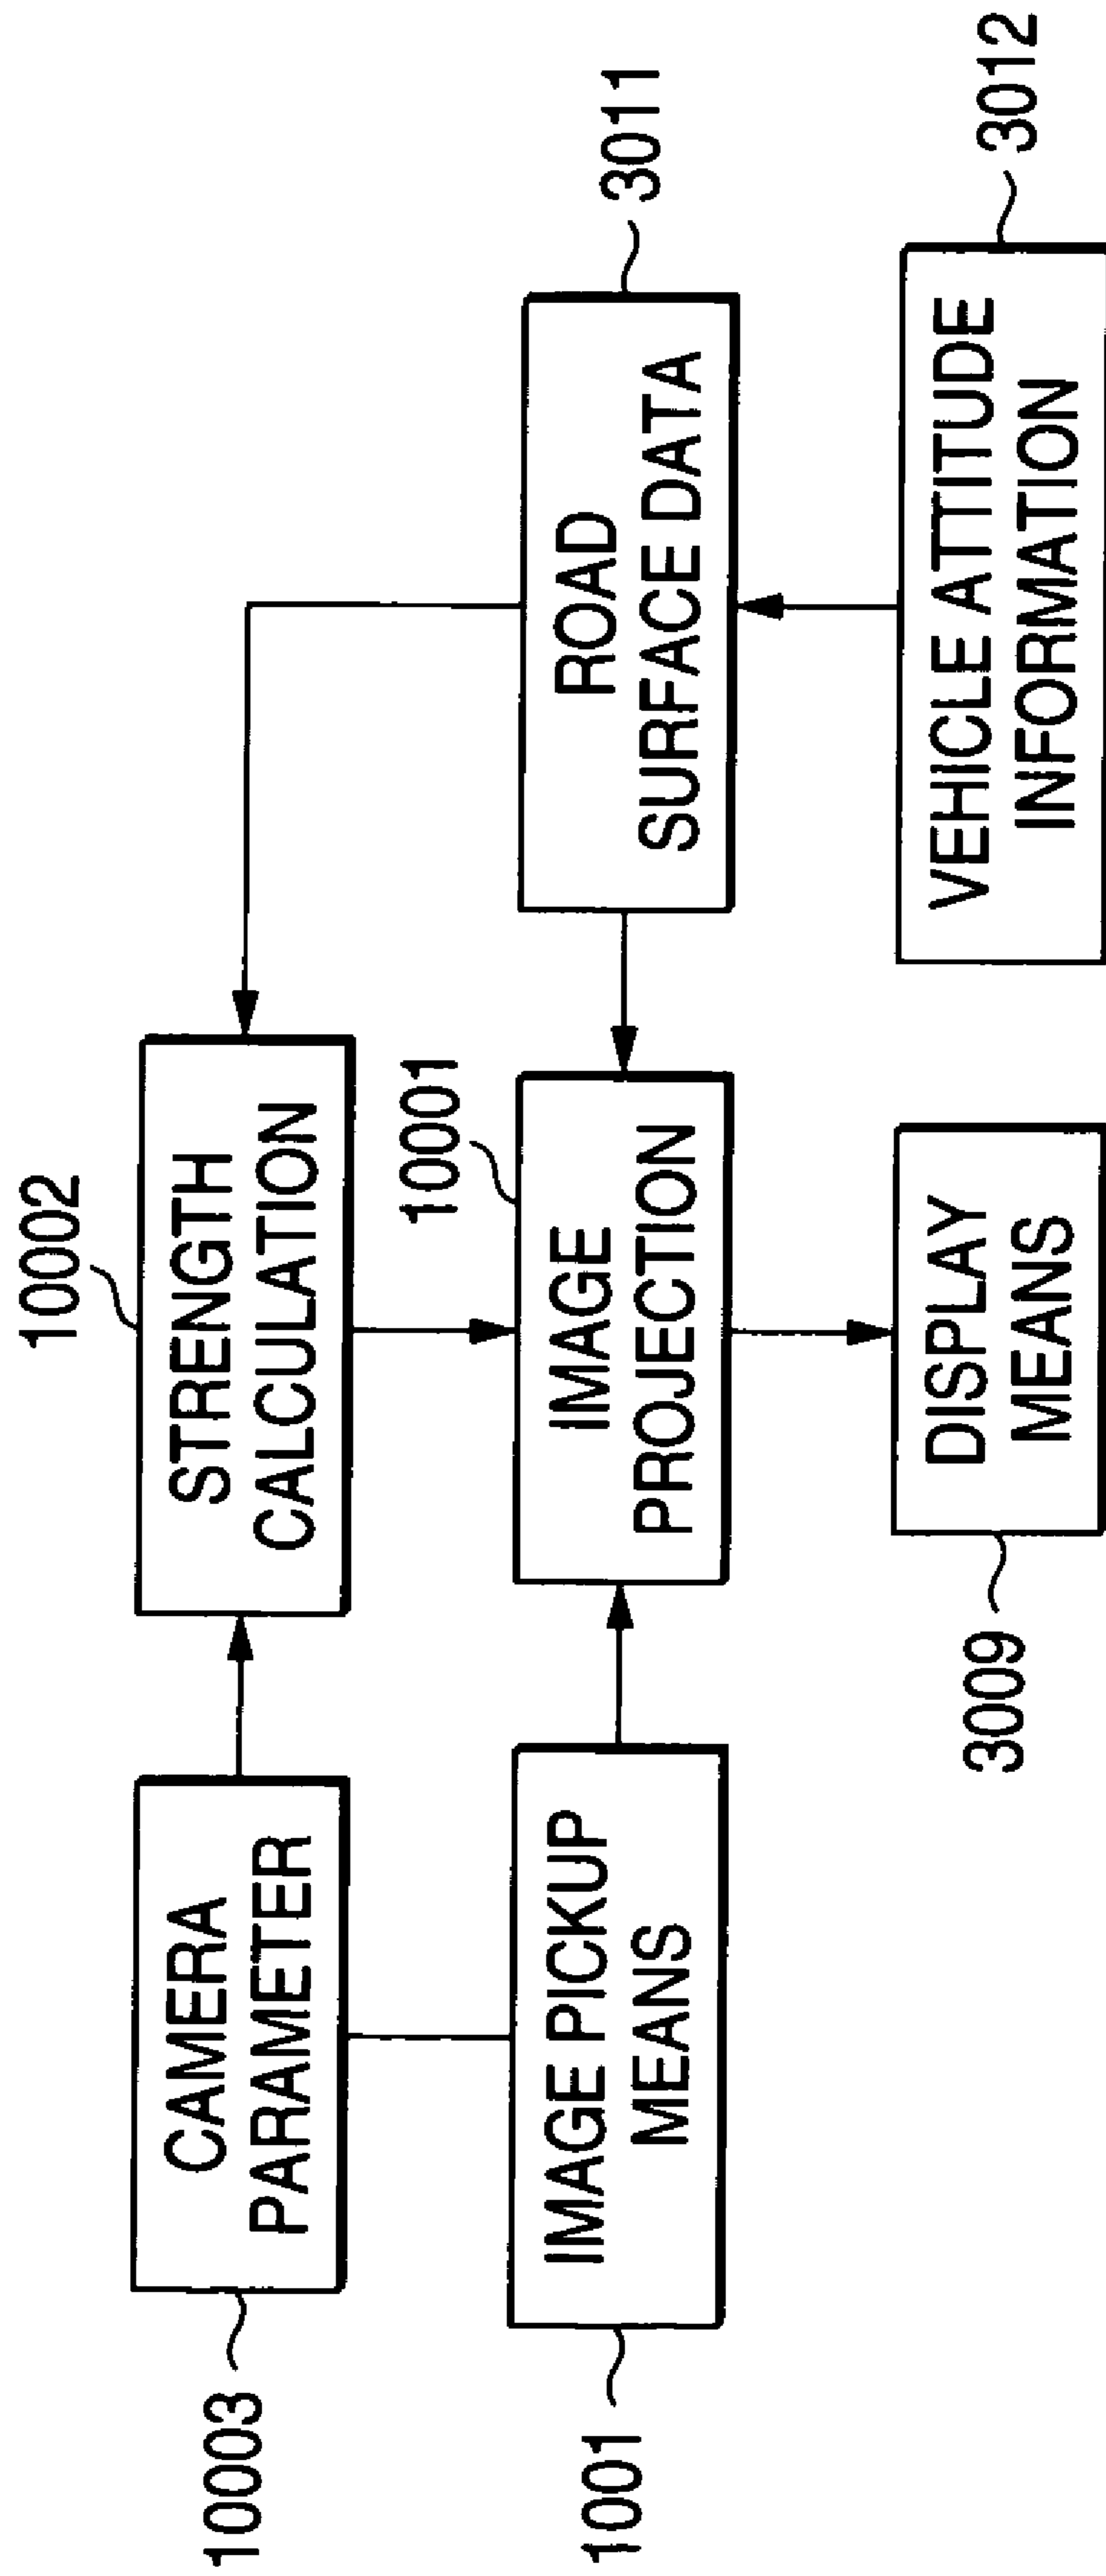 10002
10003
CAMERA
PARAMETER
STRENGTH
CALCULATION
10001
1001
IMAGE PICKUP
MEANS
IMAGE
PROJECTION
ROAD
SURFACE DATA
3011
3009
DISPLAY
MEANS
VEHICLE ATTITUDE
INFORMATION
3012